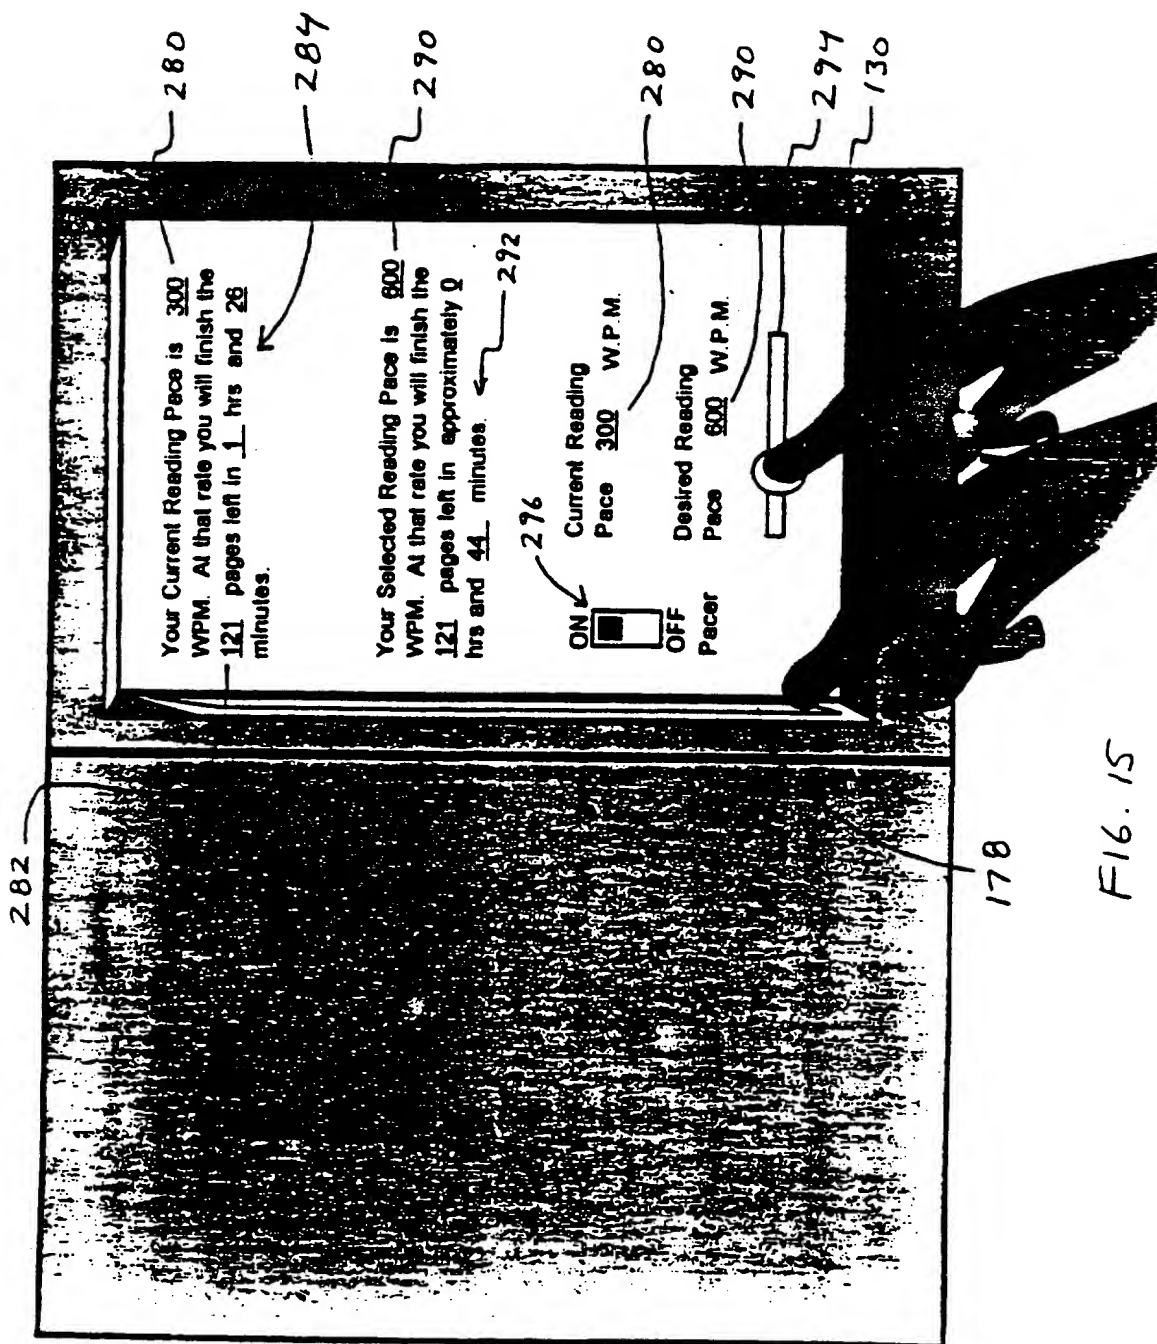 282
280
284
290
Your Current Reading Pace is 300
WPM. At that rate you will finish the
121 pages left in 1 hrs and 26
minutes.
Your Selected Reading Pace is 600
WPM. At that rate you will finish the
121 pages left in approximately 0
hrs and 44 minutes.
292
296
ON
OFF
Pacer
Current Reading
Pace 300 W.P.M.
Desired Reading
Pace 600 W.P.M.
280
290
294
130
178
FIG. 15